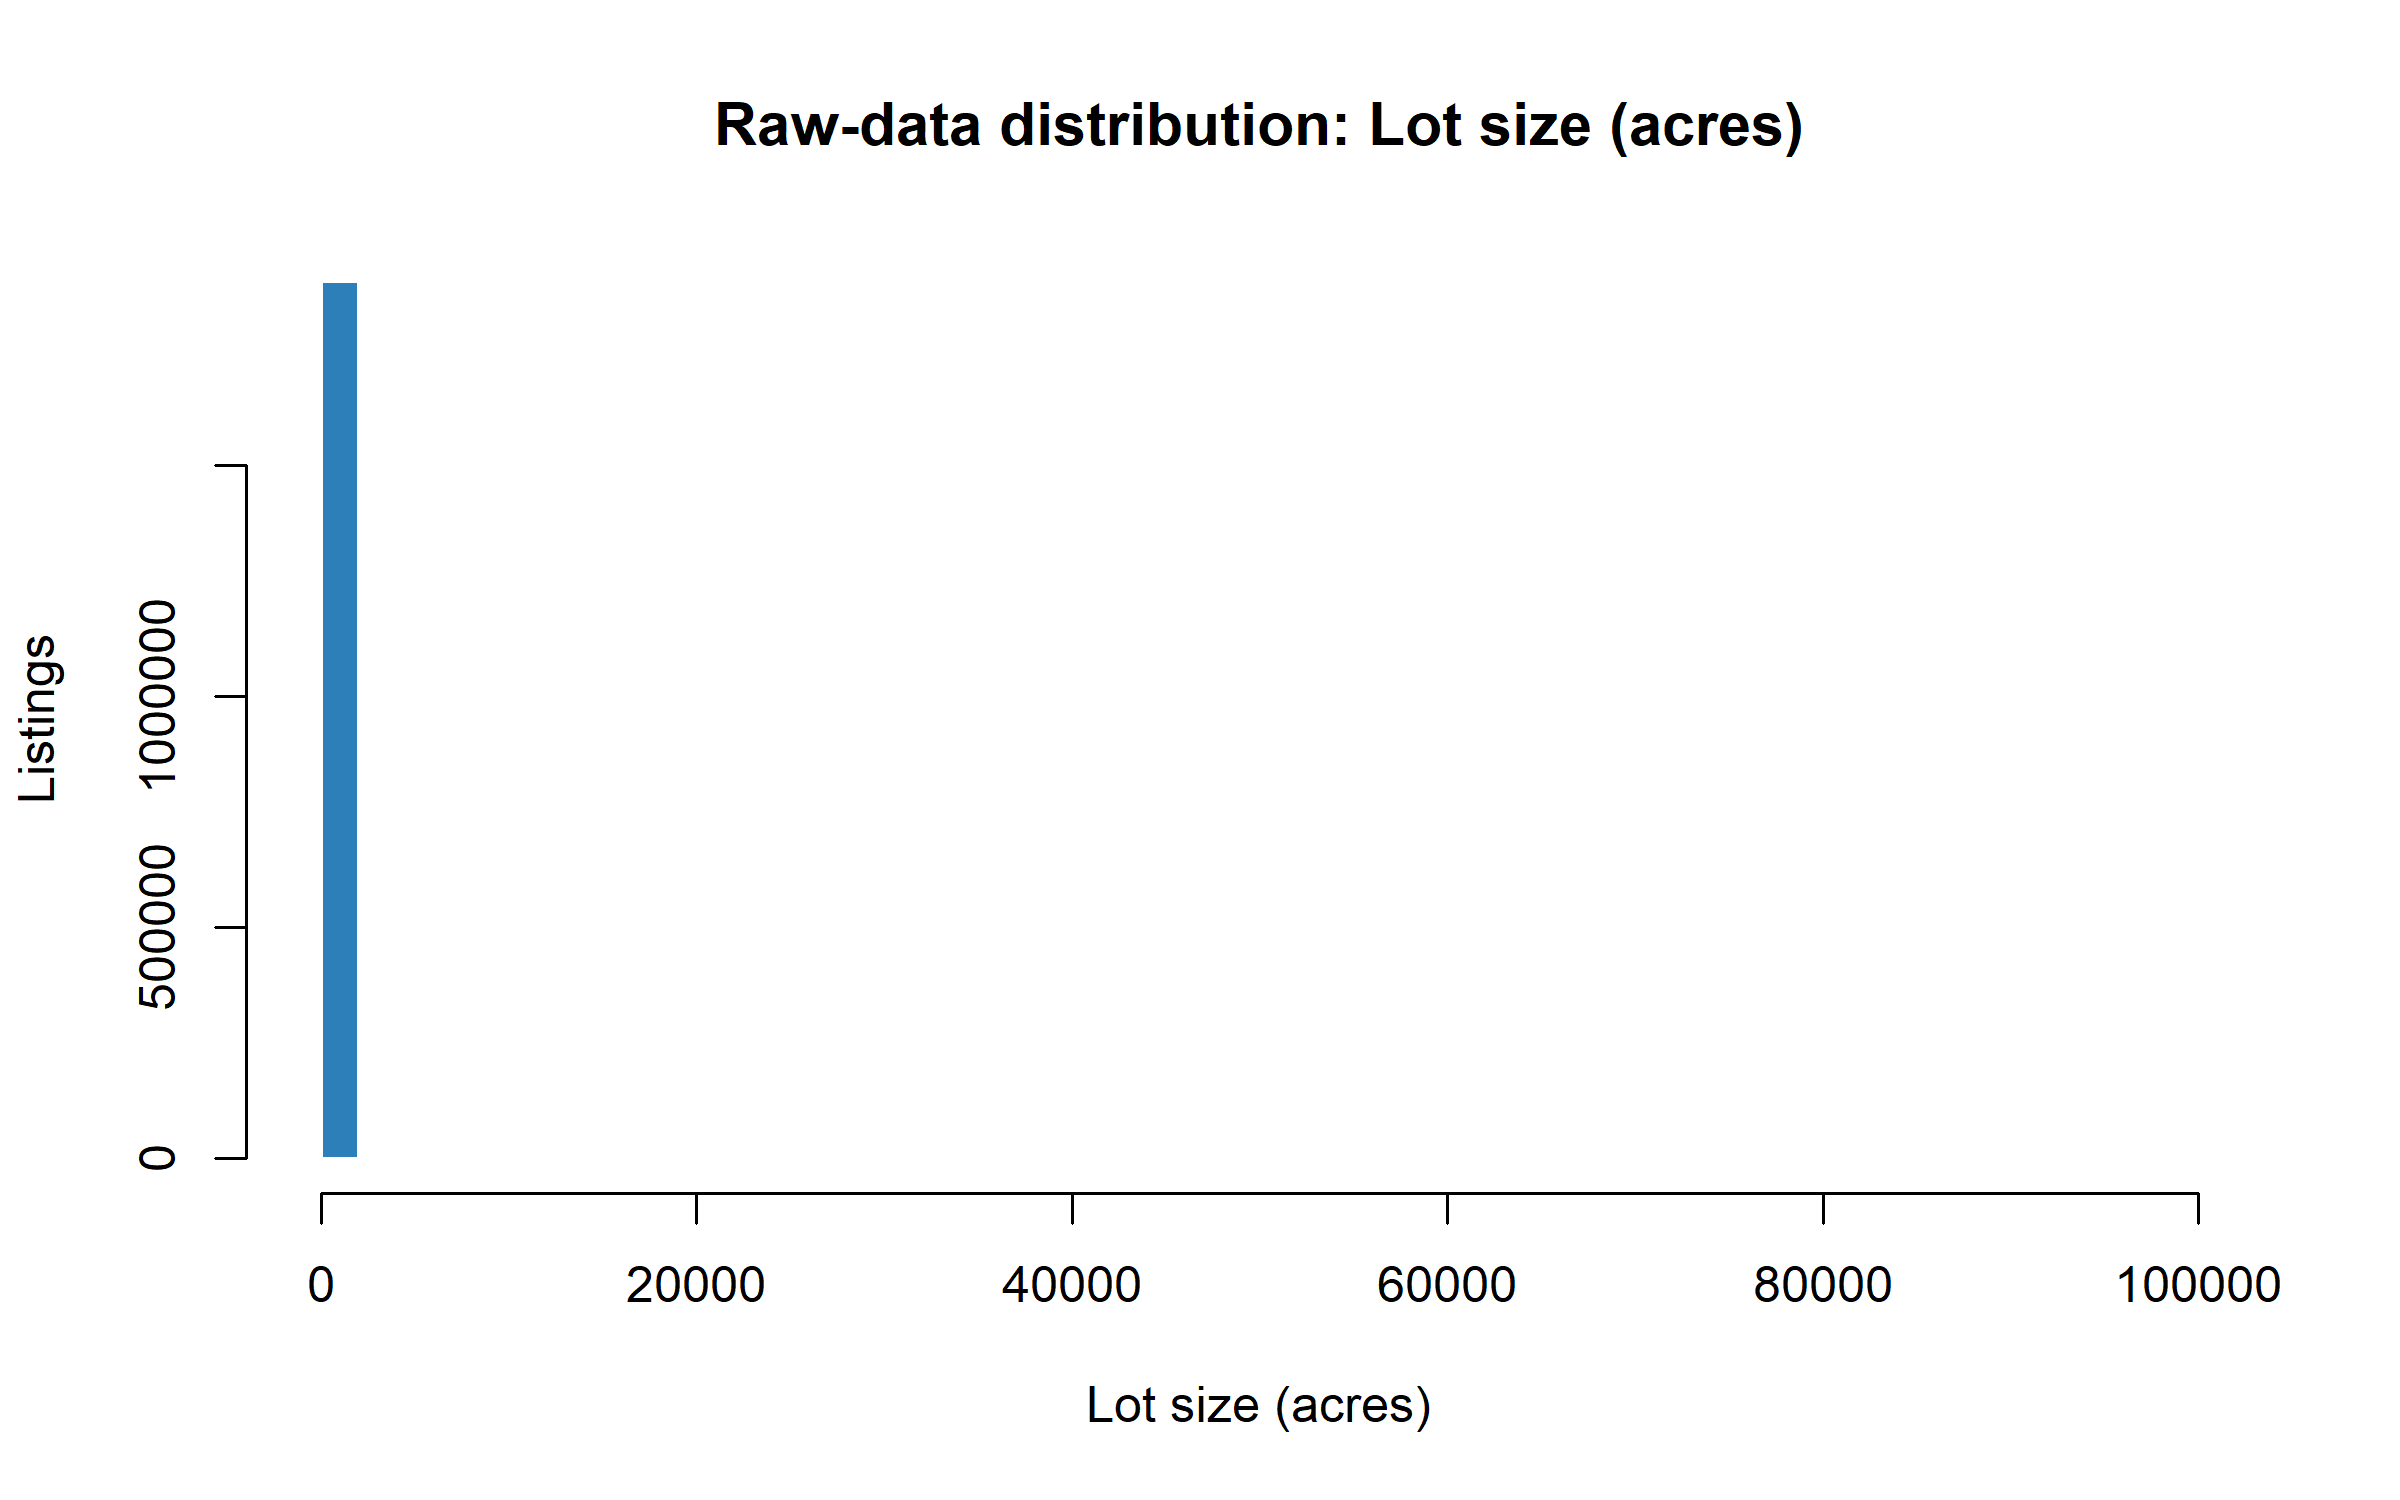 Raw-data distribution: Lot size (acres)
Listings
1000000
500000
0
0 20000 40000 60000 80000 100000
Lot size (acres)